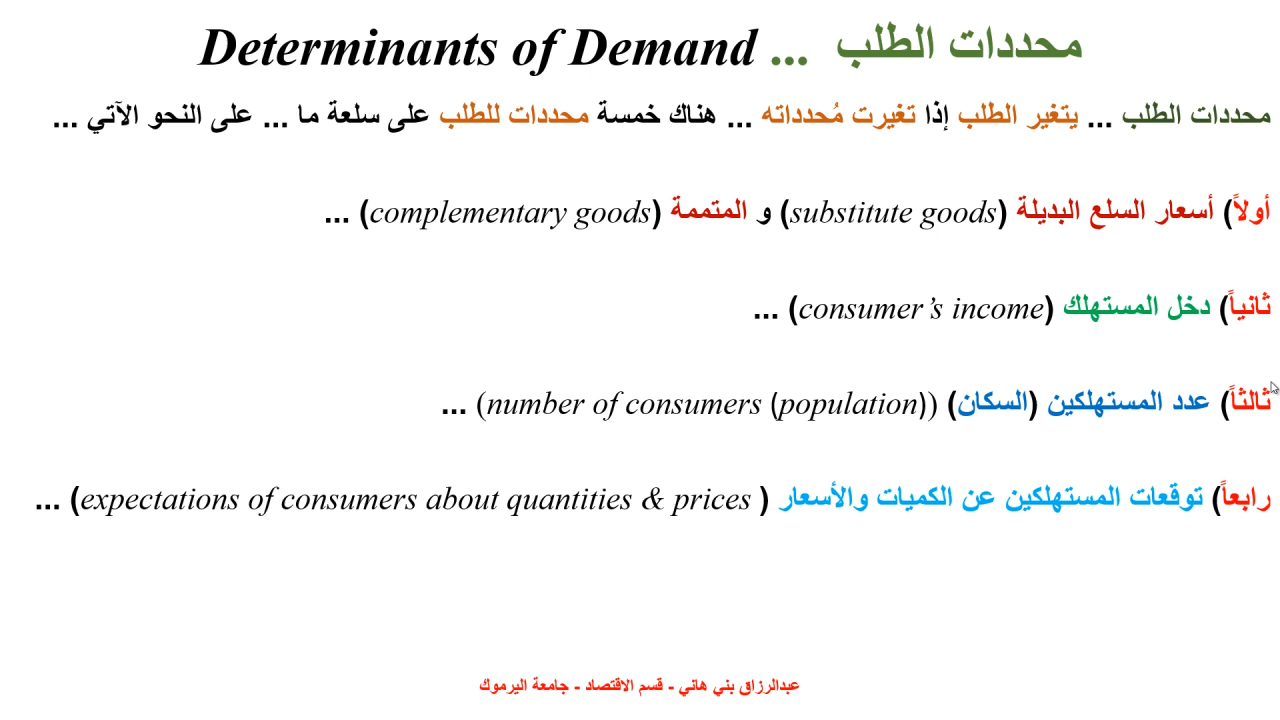 محددات الطلب ... Determinants of Demand
محددات الطلب ... يتغير الطلب إذا تغيرت مُحدداته ... هناك خمسة محددات للطلب على سلعة ما ... على النحو الآتي ...
أولاً) أسعار السلع البديلة (substitute goods) و المتممة (complementary goods) ...
ثانياً) دخل المستهلك (consumer’s income) ...
ثالثاً) عدد المستهلكين (السكان) (number of consumers (population)) ...
رابعاً) توقعات المستهلكين عن الكميات والأسعار ( expectations of consumers about quantities & prices) ...
عبدالرزاق بني هاني - قسم الاقتصاد - جامعة اليرموك